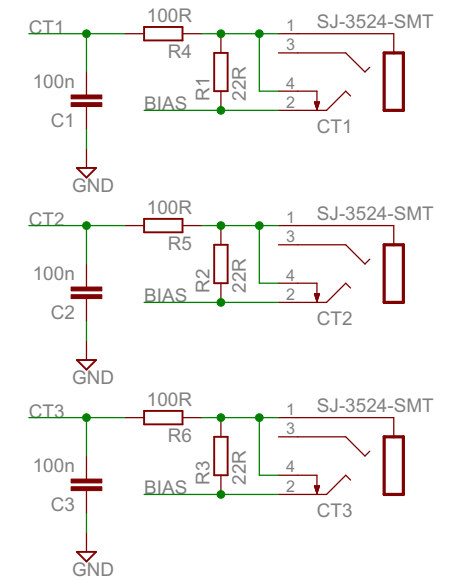 100R
SJ-3524-SMT
CT1
1
R4
3
100n
R1
22R
4
BIAS
2
C1
CT1
GND
100R
SJ-3524-SMT
CT2
1
R5
3
100n
R2
22R
4
BIAS
2
C2
CT2
GND
100R
SJ-3524-SMT
CT3
1
R6
3
100n
R3
22R
4
BIAS
2
C3
CT3
GND